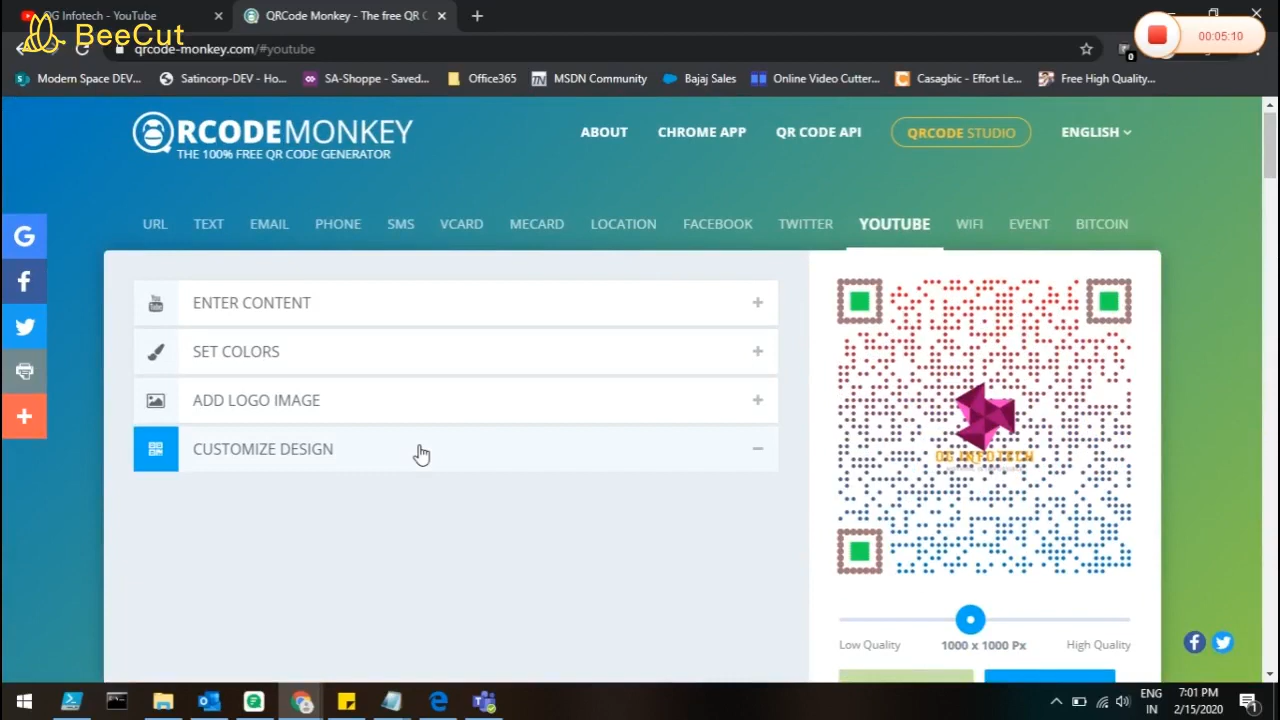 OG Infotech - YouTube
QRCode Monkey - The free QR C
BeeCut
00:05:10
qrcode-monkey.com/#youtube
0
Modern Space DEV...
Satincorp-DEV - Ho...
SA-Shoppe - Saved...
Office365
MSDN Community
Bajaj Sales
Online Video Cutter...
Casagbic - Effort Le...
Free High Quality...
QRCODEMONKEY
THE 100% FREE QR CODE GENERATOR
ABOUT
CHROME APP
QR CODE API
QRCODE STUDIO
ENGLISH
URL
TEXT
EMAIL
PHONE
SMS
VCARD
MECARD
LOCATION
FACEBOOK
TWITTER
YOUTUBE
WIFI
EVENT
BITCOIN
ENTER CONTENT
SET COLORS
ADD LOGO IMAGE
CUSTOMIZE DESIGN
OG INFOTECH
Low Quality
1000 x 1000 Px
High Quality
ENG
IN
7:01 PM
2/15/2020
1